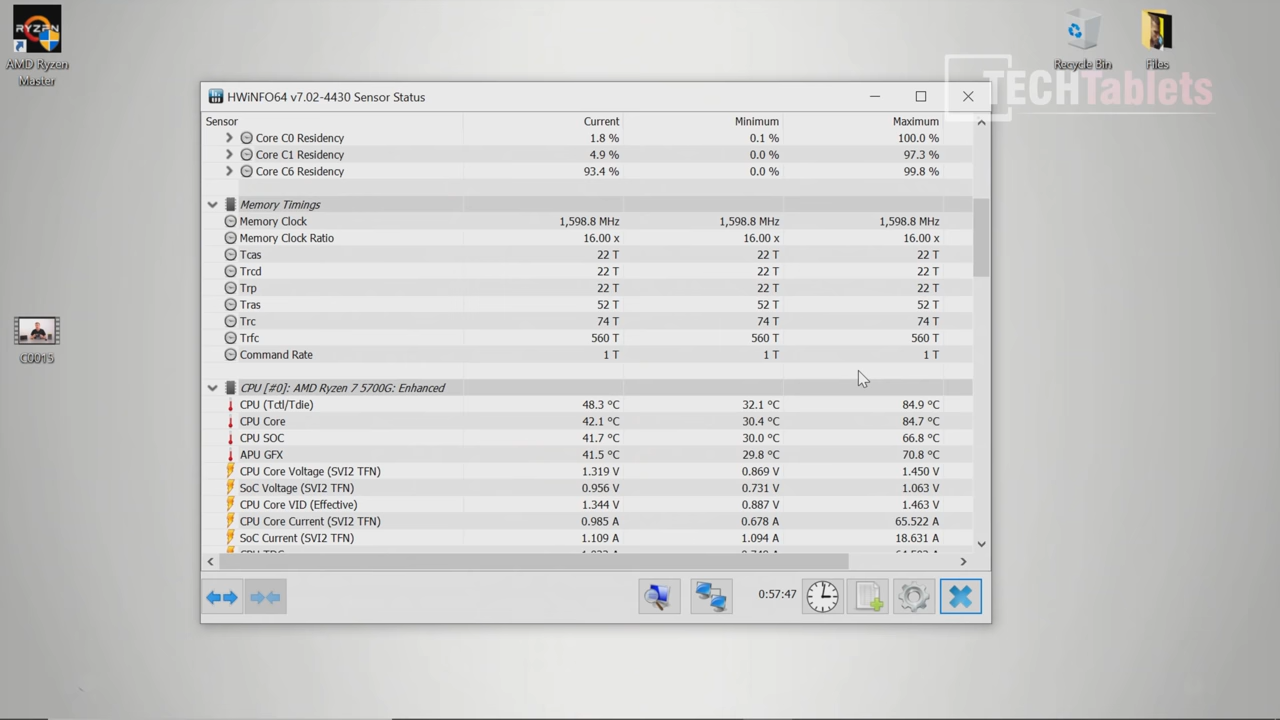 AMD Ryzen
Master
Recycle Bin
Files
TECHTablets
C0015
HWiNFO64 v7.02-4430 Sensor Status
Sensor Current Minimum Maximum
Core C0 Residency 1.8 % 0.1 % 100.0 %
Core C1 Residency 4.9 % 0.0 % 97.3 %
Core C6 Residency 93.4 % 0.0 % 99.8 %
Memory Timings
Memory Clock 1,598.8 MHz 1,598.8 MHz 1,598.8 MHz
Memory Clock Ratio 16.00 x 16.00 x 16.00 x
Tcas 22 T 22 T 22 T
Trcd 22 T 22 T 22 T
Trp 22 T 22 T 22 T
Tras 52 T 52 T 52 T
Trc 74 T 74 T 74 T
Trfc 560 T 560 T 560 T
Command Rate 1 T 1 T 1 T
CPU [#0]: AMD Ryzen 7 5700G: Enhanced
CPU (Tctl/Tdie) 48.3 °C 32.1 °C 84.9 °C
CPU Core 42.1 °C 30.4 °C 84.7 °C
CPU SOC 41.7 °C 30.0 °C 66.8 °C
APU GFX 41.5 °C 29.8 °C 70.8 °C
CPU Core Voltage (SVI2 TFN) 1.319 V 0.869 V 1.450 V
SoC Voltage (SVI2 TFN) 0.956 V 0.731 V 1.063 V
CPU Core VID (Effective) 1.344 V 0.887 V 1.463 V
CPU Core Current (SVI2 TFN) 0.985 A 0.678 A 65.522 A
SoC Current (SVI2 TFN) 1.109 A 1.094 A 18.631 A
0:57:47